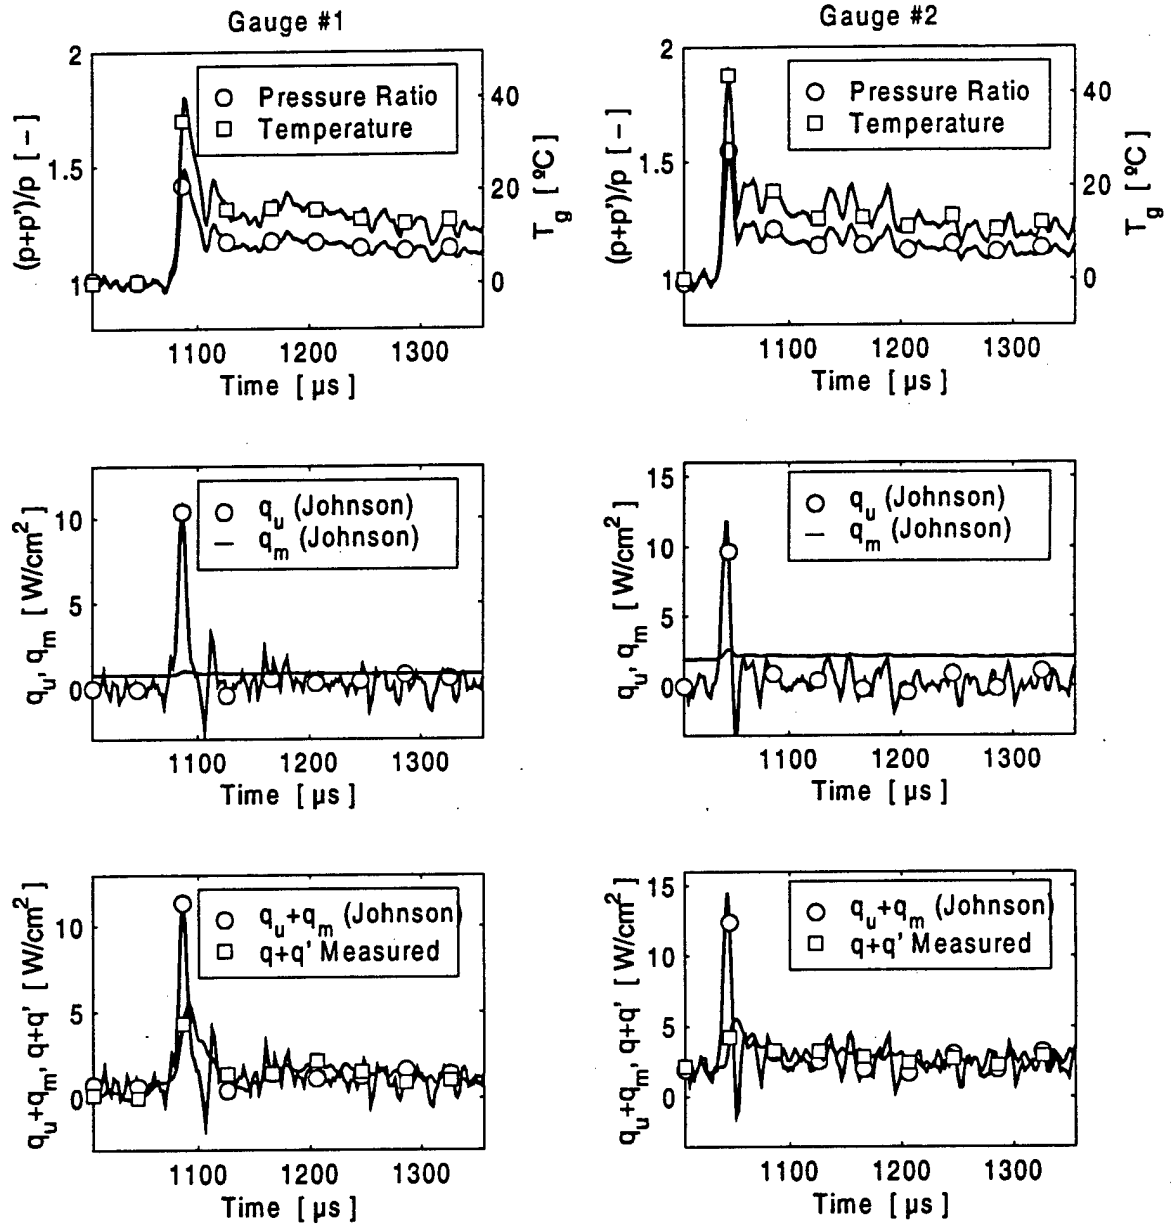 Gauge #1
Gauge #2
2
1.5
1
(p+p')/p [ – ]
Pressure Ratio
Temperature
40
20
0
T_g [ ºC]
1100 1200 1300
Time [ µs ]
2
1.5
1
(p+p')/p [ – ]
Pressure Ratio
Temperature
40
20
0
T_g [ ºC]
1100 1200 1300
Time [ µs ]
10
5
0
q_u, q_m [ W/cm²]
q_u (Johnson)
q_m (Johnson)
1100 1200 1300
Time [ µs ]
15
10
5
0
q_u, q_m [ W/cm²]
q_u (Johnson)
q_m (Johnson)
1100 1200 1300
Time [ µs ]
10
5
0
q_u+q_m, q+q' [ W/cm²]
q_u+q_m (Johnson)
q+q' Measured
1100 1200 1300
Time [ µs ]
15
10
5
0
q_u+q_m, q+q' [ W/cm²]
q_u+q_m (Johnson)
q+q' Measured
1100 1200 1300
Time [ µs ]